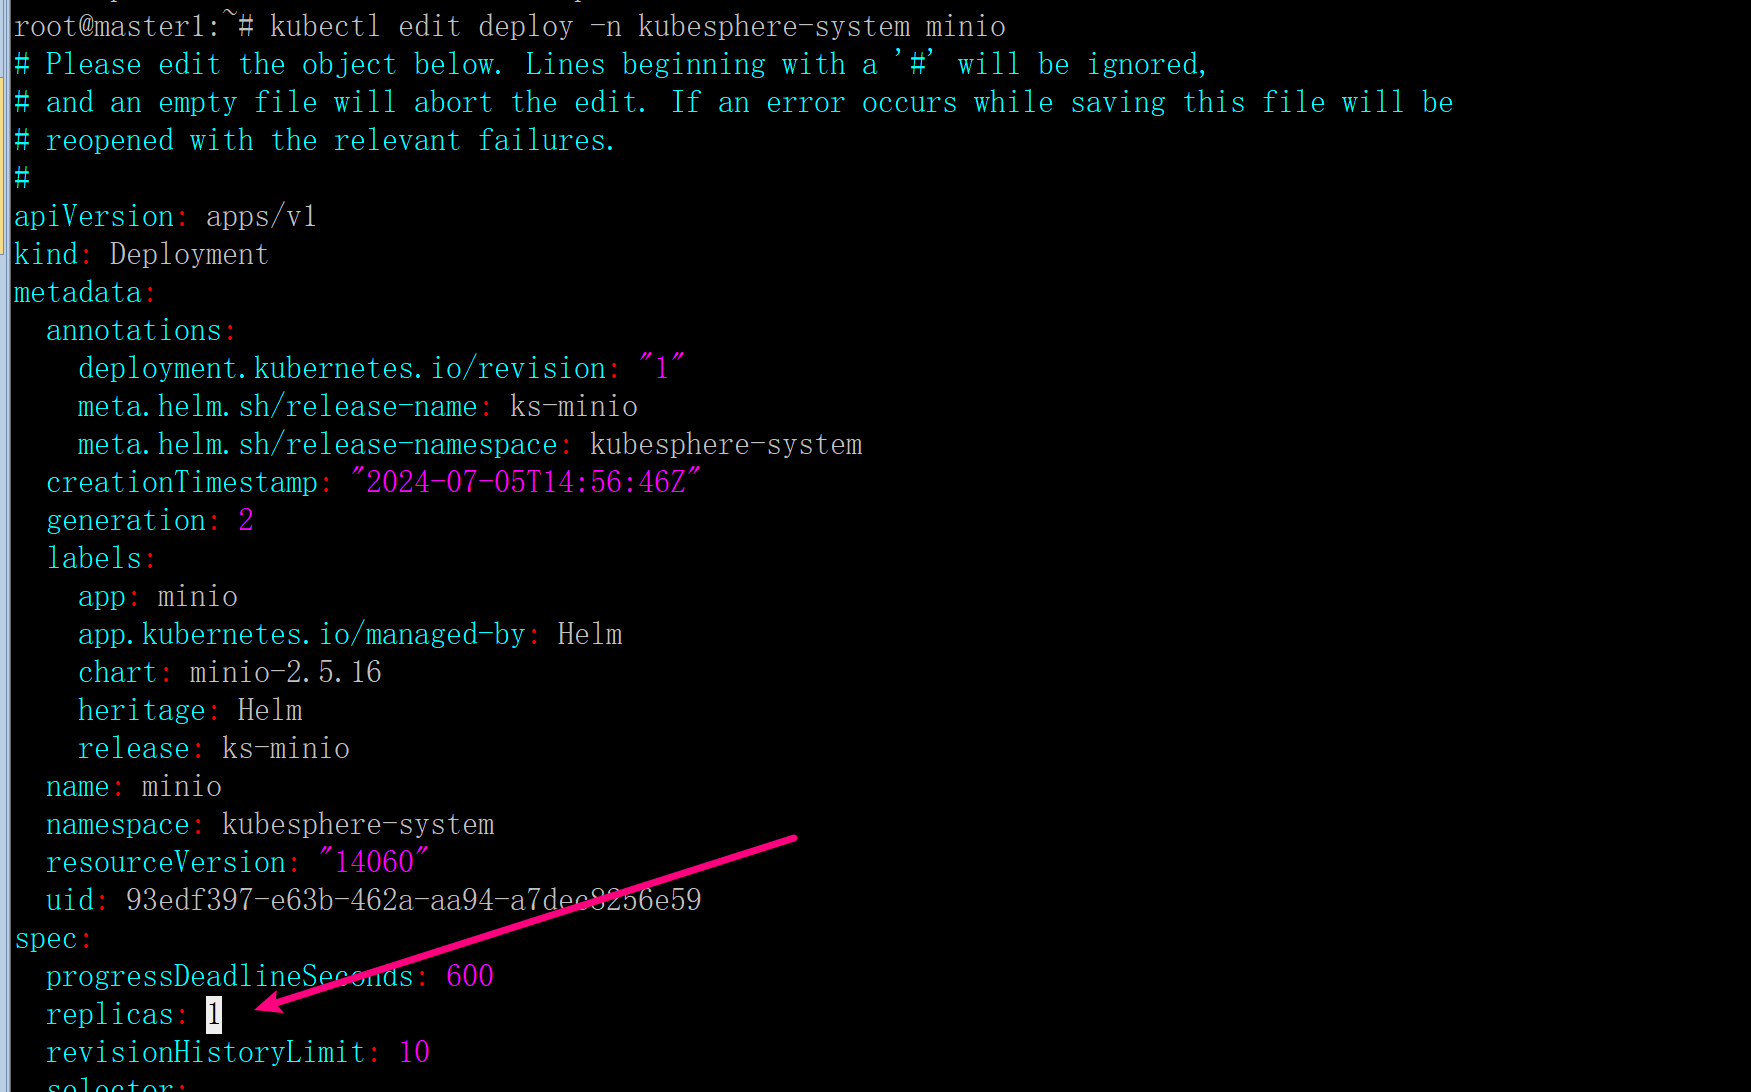 root@master1:~# kubectl edit deploy -n kubesphere-system minio
# Please edit the object below. Lines beginning with a '#' will be ignored,
# and an empty file will abort the edit. If an error occurs while saving this file will be
# reopened with the relevant failures.
#
apiVersion: apps/v1
kind: Deployment
metadata:
  annotations:
    deployment.kubernetes.io/revision: "1"
    meta.helm.sh/release-name: ks-minio
    meta.helm.sh/release-namespace: kubesphere-system
  creationTimestamp: "2024-07-05T14:56:46Z"
  generation: 2
  labels:
    app: minio
    app.kubernetes.io/managed-by: Helm
    chart: minio-2.5.16
    heritage: Helm
    release: ks-minio
  name: minio
  namespace: kubesphere-system
  resourceVersion: "14060"
  uid: 93edf397-e63b-462a-aa94-a7dec8256e59
spec:
  progressDeadlineSeconds: 600
  replicas: 1
  revisionHistoryLimit: 10
  selector: